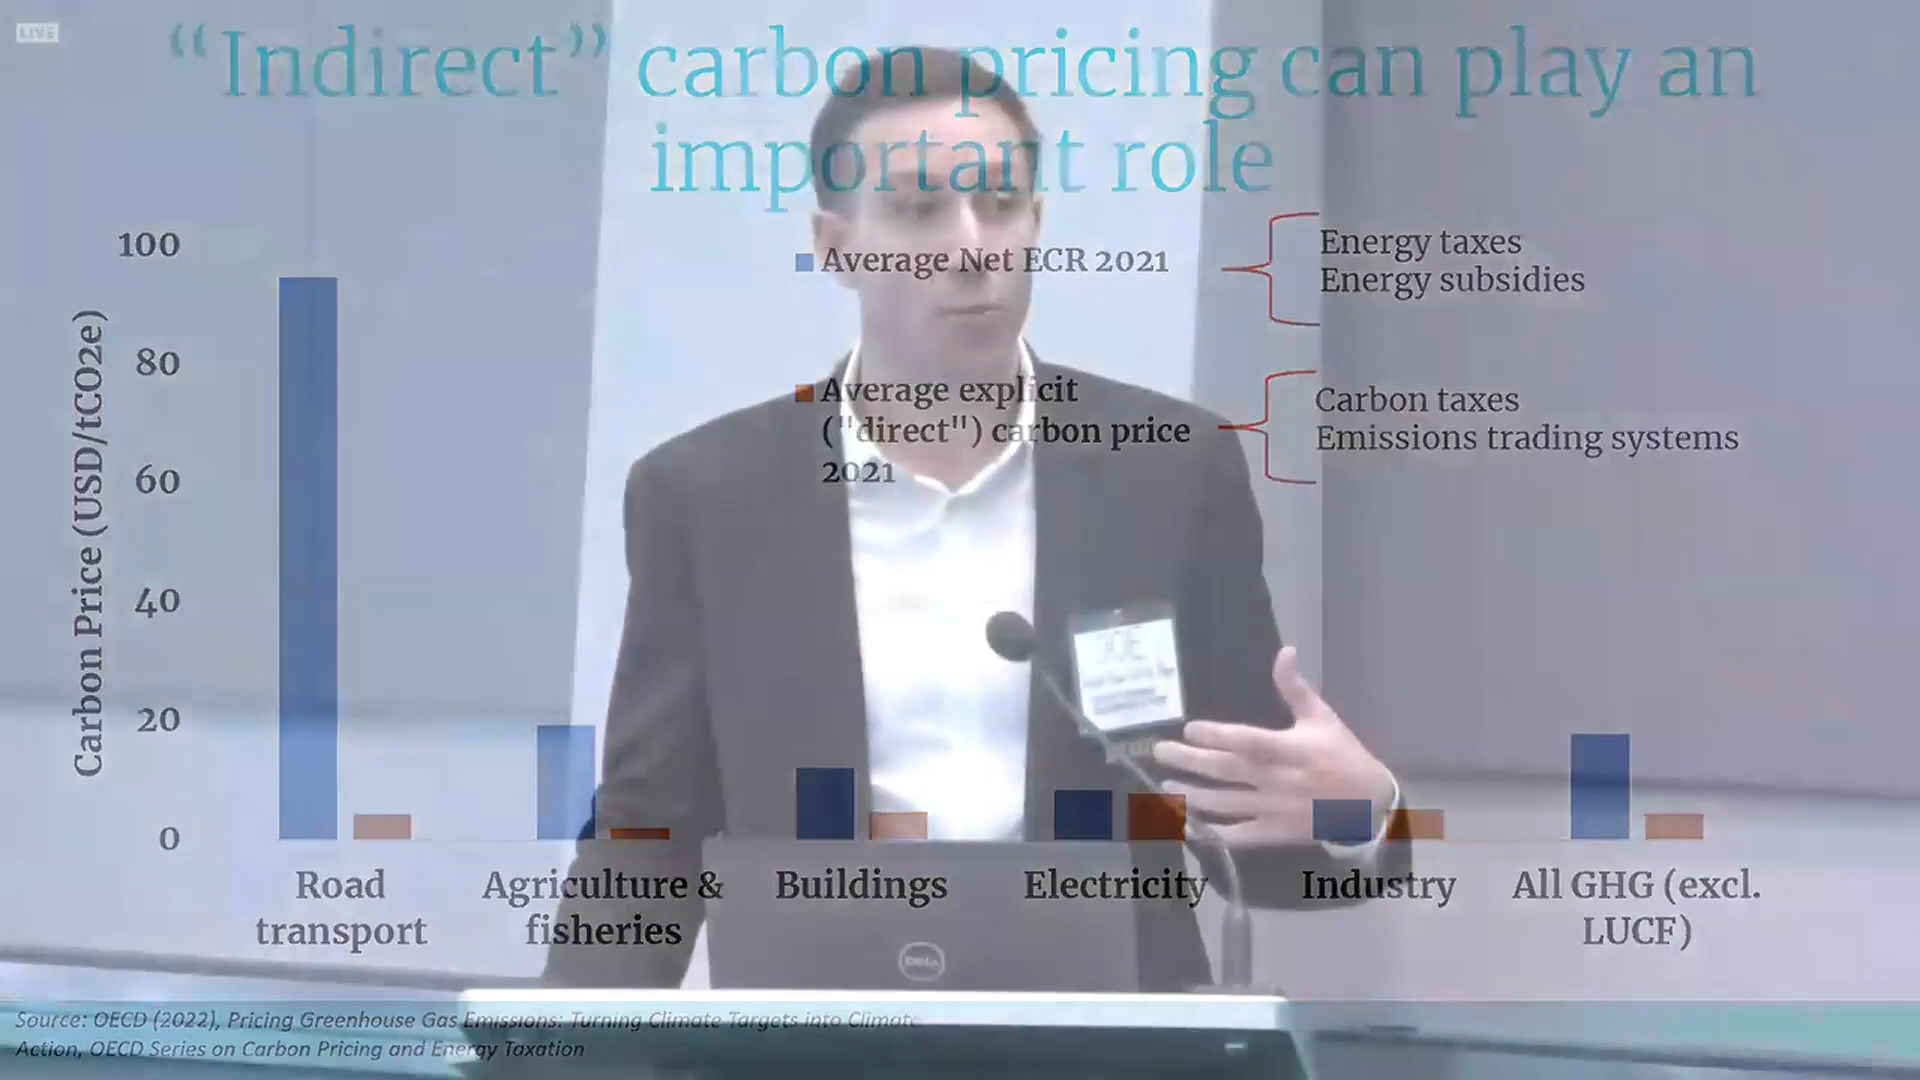 LIVE
“Indirect” carbon pricing can play an
important role
100
80
60
40
20
0
Carbon Price (USD/tCO2e)
Average Net ECR 2021
Energy taxes
Energy subsidies
Average explicit
("direct") carbon price
2021
Carbon taxes
Emissions trading systems
JOE
Road
transport
Agriculture &
fisheries
Buildings
Electricity
Industry
All GHG (excl.
LUCF)
DELL
Source: OECD (2022), Pricing Greenhouse Gas Emissions: Turning Climate Targets into Climate
Action, OECD Series on Carbon Pricing and Energy Taxation